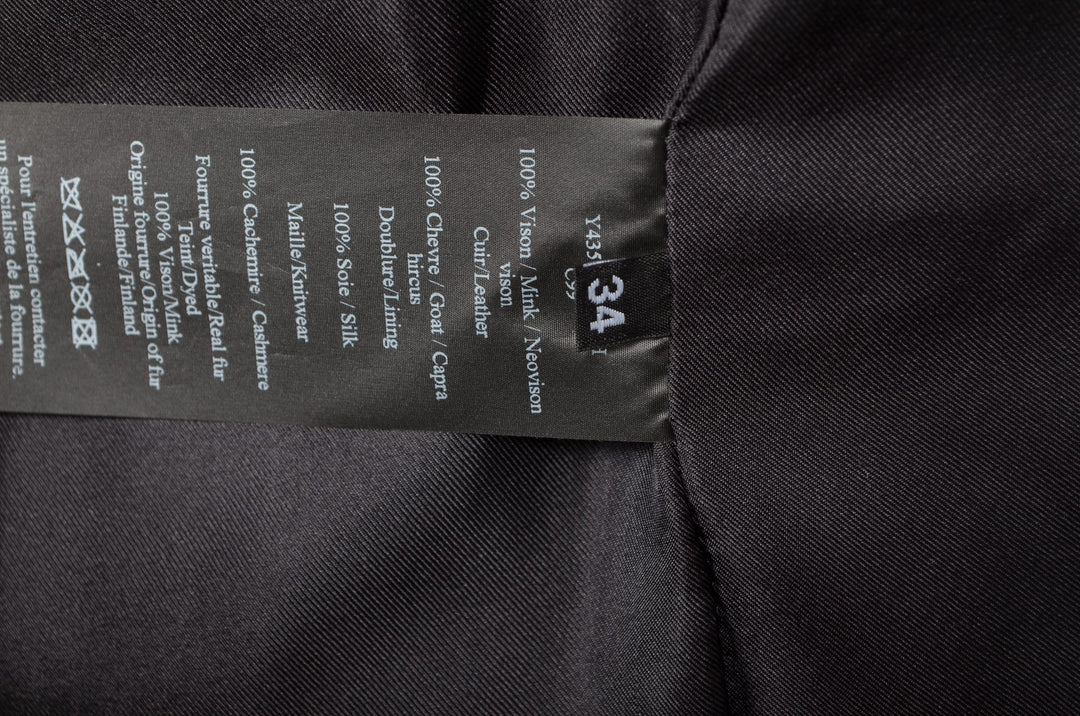 34
Y435
100% Vison / Mink / Neovison
vison
Cuir/Leather
100% Chevre / Goat / Capra
hircus
Doublure/Lining
100% Soie / Silk
Maille/Knitwear
100% Cachemire / Cashmere
Fourrure veritable/Real fur
Teint/Dyed
100% Vison/Mink
Origine fourrure/Origin of fur
Finlande/Finland
Pour l'entretien contacter
un spécialiste de la fourrure.